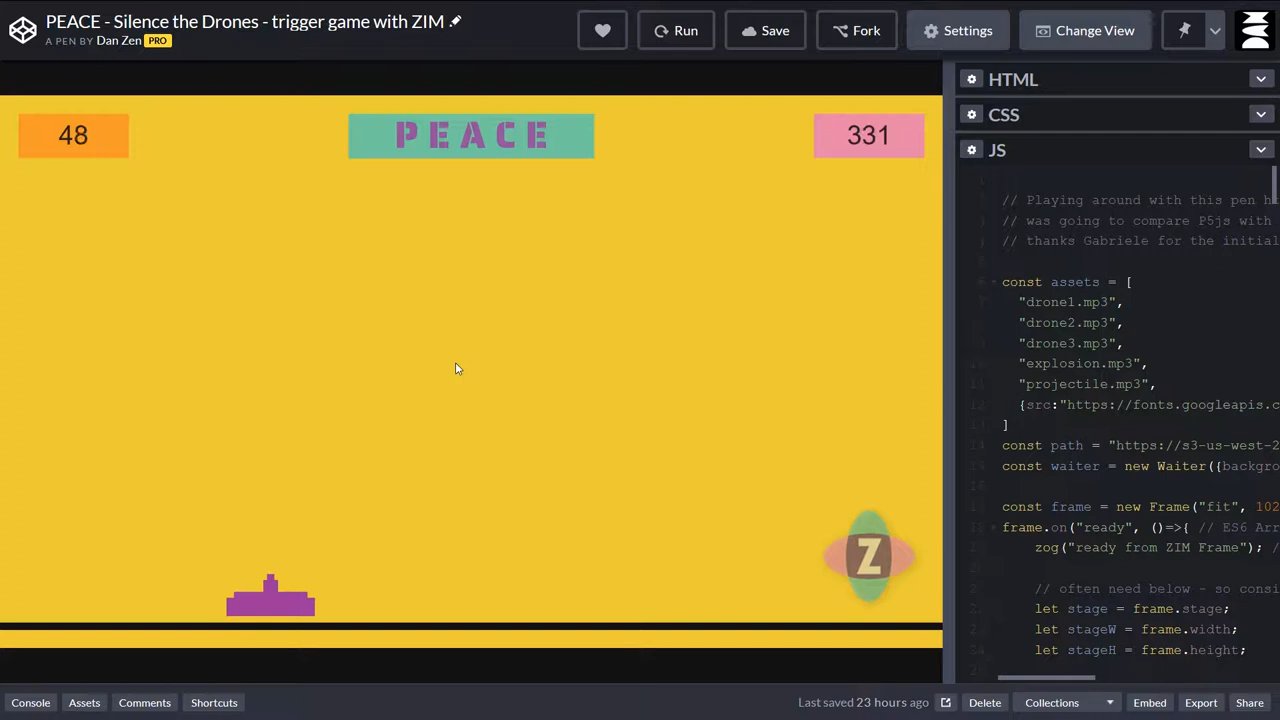 PEACE - Silence the Drones - trigger game with ZIM
A PEN BY Dan Zen PRO
Run
Save
Fork
Settings
Change View
48
PEACE
331
Z
HTML
CSS
JS
// Playing around with this pen
// was going to compare P5js with
// thanks Gabriele for the initial
const assets = [
"drone1.mp3",
"drone2.mp3",
"drone3.mp3",
"explosion.mp3",
"projectile.mp3",
{src:"https://fonts.googleapis.c
]
const path = "https://s3-us-west-2
const waiter = new Waiter({backgro
const frame = new Frame("fit", 102
frame.on("ready", ()=>{ // ES6 Arr
zog("ready from ZIM Frame"); /
// often need below - so consi
let stage = frame.stage;
let stageW = frame.width;
let stageH = frame.height;
Console
Assets
Comments
Shortcuts
Last saved 23 hours ago
Delete
Collections
Embed
Export
Share